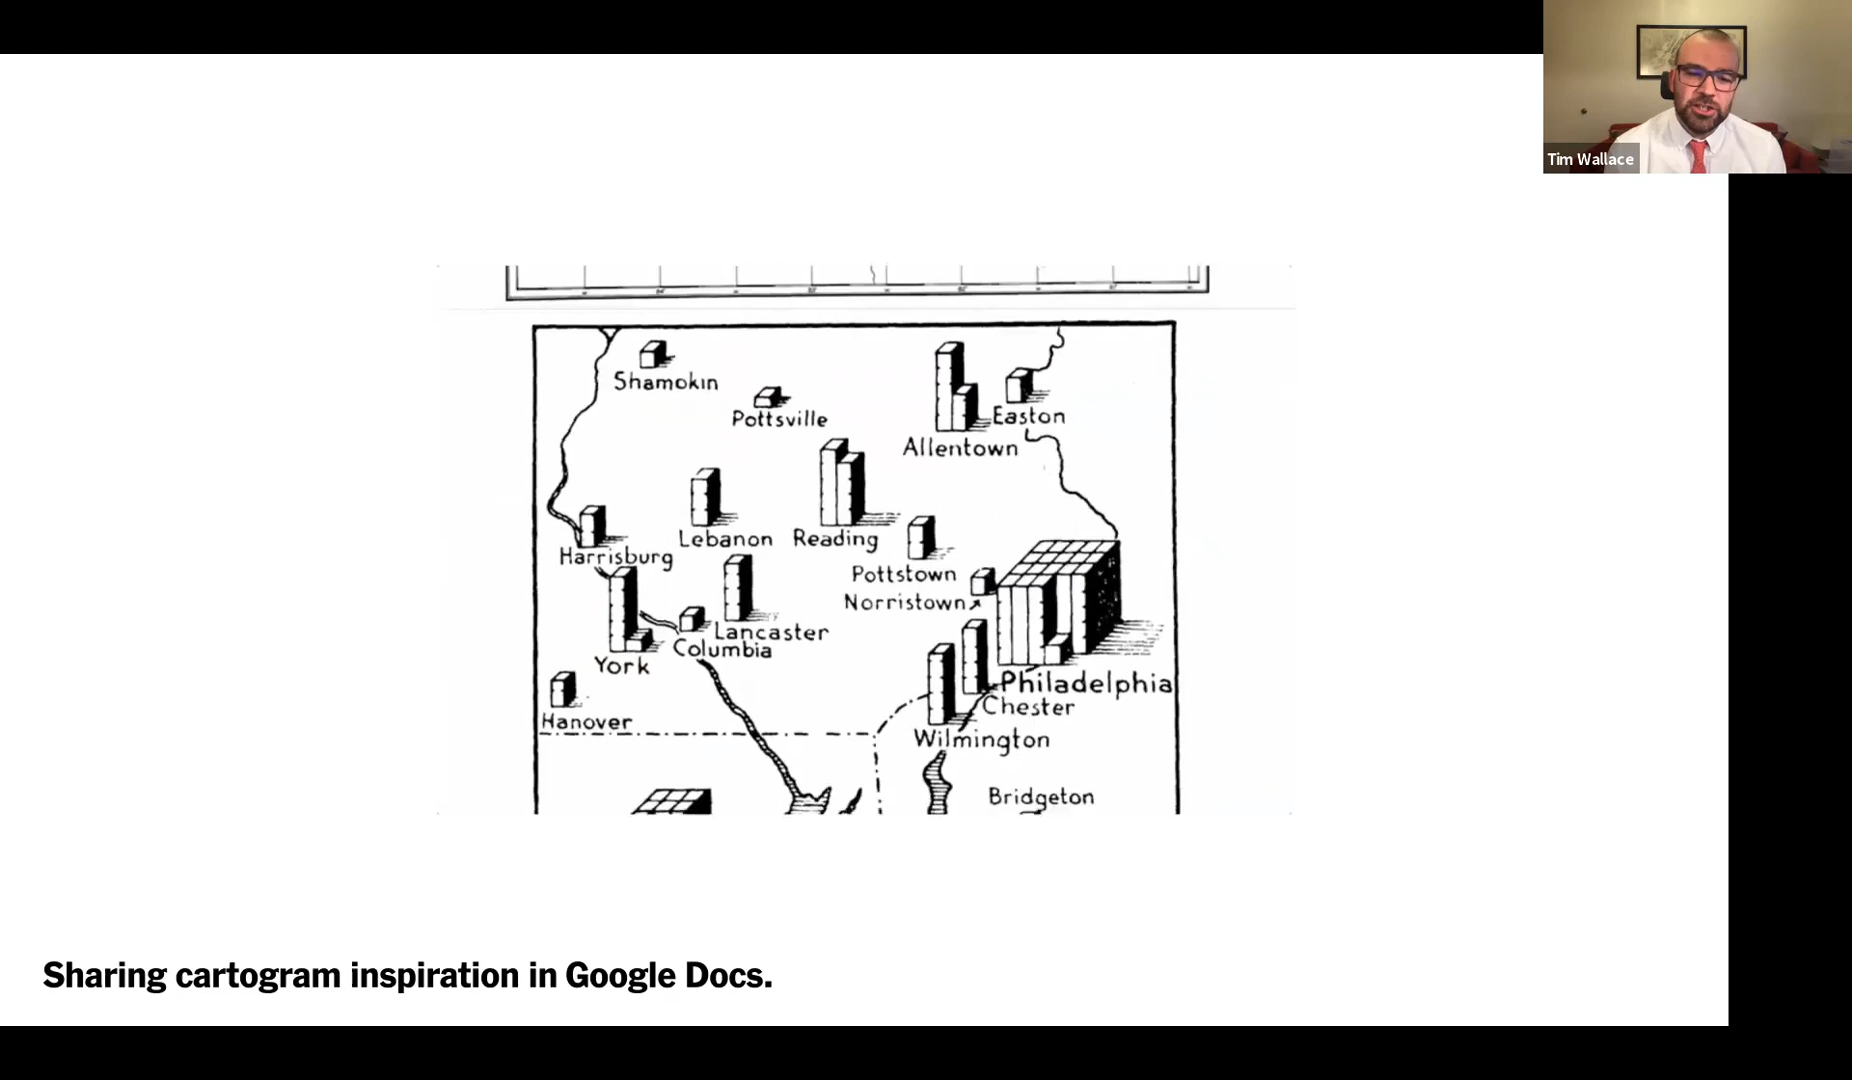 Tim Wallace
Shamokin
Pottsville
Easton
Allentown
Lebanon
Reading
Harrisburg
Pottstown
Norristown
Lancaster
Columbia
York
Philadelphia
Chester
Hanover
Wilmington
Bridgeton
Sharing cartogram inspiration in Google Docs.